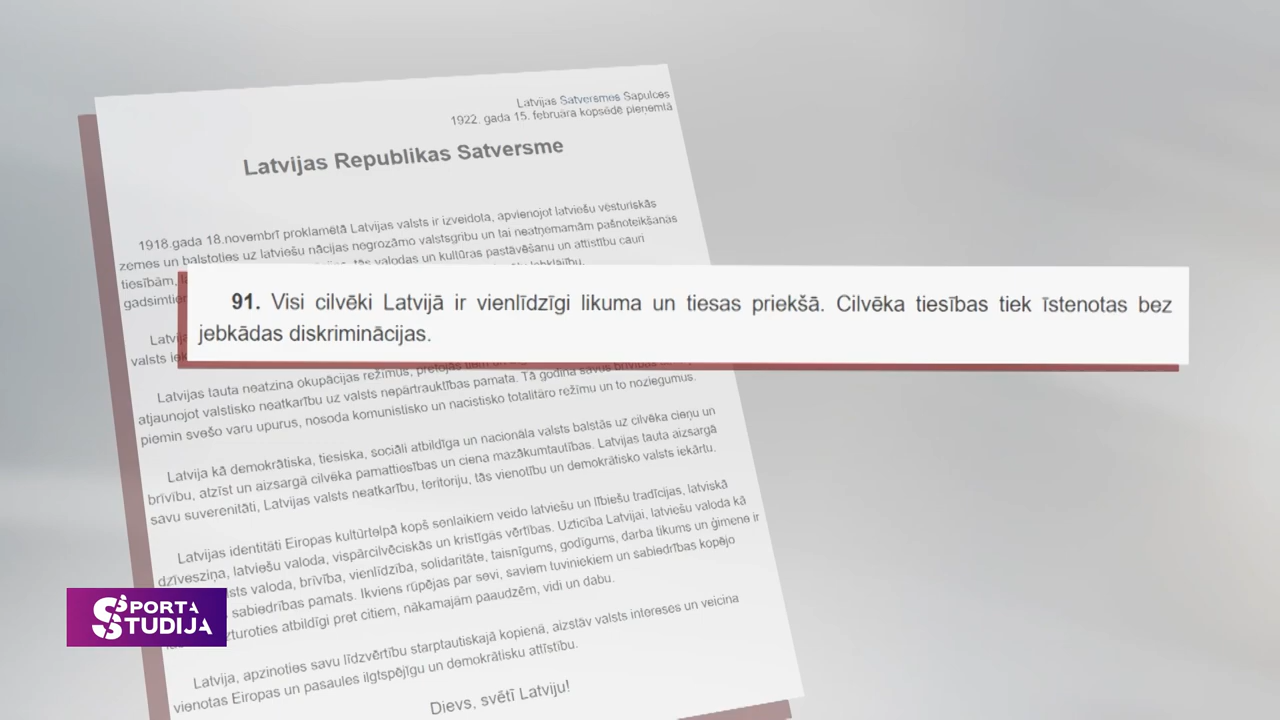 Latvijas Satversmes Sapulces
1922. gada 15. februāra kopsēdē pieņemtā
Latvijas Republikas Satversme
1918.gada 18.novembrī proklamētā Latvijas valsts ir izveidota, apvienojot latviešu vēsturiskās
zemes un balstoties uz latviešu nācijas negrozāmo valstsgribu un tai neatņemamām pašnoteikšanās
tiesībām, valodas un kultūras pastāvēšanu un attīstību cauri
91. Visi cilvēki Latvijā ir vienlīdzīgi likuma un tiesas priekšā. Cilvēka tiesības tiek īstenotas bez
jebkādas diskriminācijas.
valsts
Latvijas tauta neatzina okupācijas režīmus, pretojās
atjaunojot valstisko neatkarību uz valsts nepārtrauktības pamata. Tā godina savus brīvības
piemin svešo varu upurus, nosoda komunistisko un nacistisko totalitāro režīmu un to noziegumus.
Latvija kā demokrātiska, tiesiska, sociāli atbildīga un nacionāla valsts balstās uz cilvēka cieņu un
brīvību, atzīst un aizsargā cilvēka pamattiesības un ciena mazākumtautības. Latvijas tauta aizsargā
savu suverenitāti, Latvijas valsts neatkarību, teritoriju, tās vienotību un demokrātisko valsts iekārtu.
Latvijas identitāti Eiropas kultūrtelpā kopš senlaikiem veido latviešu un lībiešu tradīcijas, latviskā
dzīvesziņa, latviešu valoda, vispārcilvēciskās un kristīgās vērtības. Uzticība Latvijai, latviešu valoda kā
valoda, brīvība, vienlīdzība, solidaritāte, taisnīgums, godīgums, darba tikums un ģimene ir
sabiedrības pamats. Ikviens rūpējas par sevi, saviem tuviniekiem un sabiedrības kopējo
atbildīgi pret citiem, nākamajām paaudzēm, vidi un dabu.
Latvija, apzinoties savu līdzvērtību starptautiskajā kopienā, aizstāv valsts intereses un veicina
vienotas Eiropas un pasaules ilgtspējīgu un demokrātisku attīstību.
Dievs, svētī Latviju!
SPORTA
STUDIJA